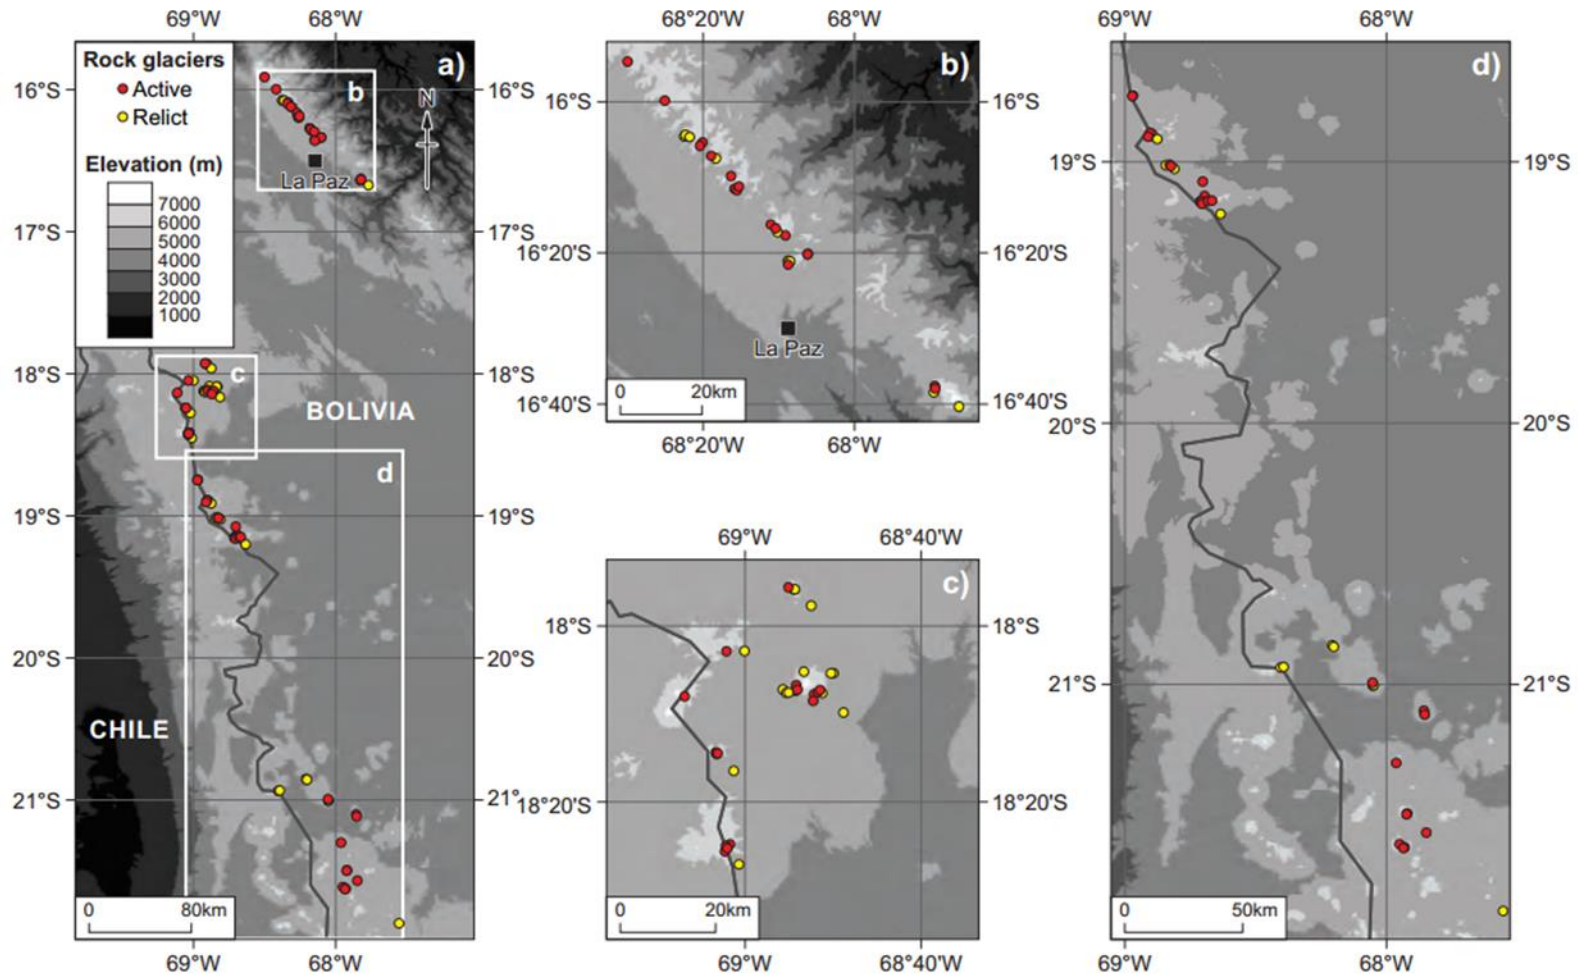 69°W 68°W
68°20'W 68°W
69°W 68°W
Rock glaciers
Active
Relict
Elevation (m)
7000
6000
5000
4000
3000
2000
1000
a)
b
N
La Paz
16°S 16°S
17°S 17°S
18°S 18°S
c
BOLIVIA
d
19°S 19°S
20°S 20°S
CHILE
21°S 21°
0 80km
69°W 68°W
b)
16°S 16°S
16°20'S 16°20'S
La Paz
0 20km
16°40'S 16°40'S
68°20'W 68°W
69°W 68°40'W
c)
18°S 18°S
18°20'S 18°20'S
0 20km
69°W 68°40'W
d)
19°S 19°S
20°S 20°S
21°S 21°S
0 50km
69°W 68°W